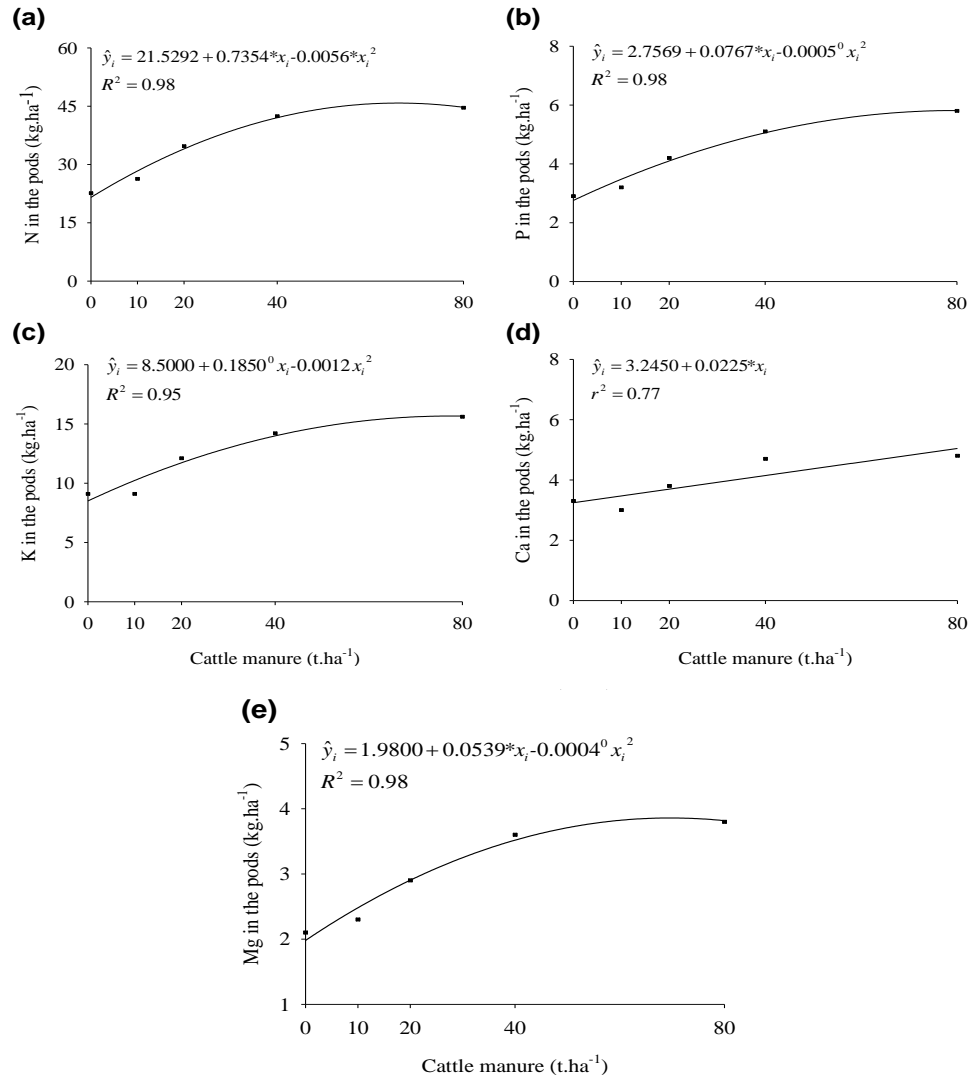 (a)
ŷᵢ = 21.5292 + 0.7354*xᵢ-0.0056*xᵢ²
R² = 0.98
N in the pods (kg.ha⁻¹)
60
45
30
15
0
0 10 20 40 80
(b)
ŷᵢ = 2.7569 + 0.0767*xᵢ-0.0005⁰ xᵢ²
R² = 0.98
P in the pods (kg.ha⁻¹)
8
6
4
2
0
0 10 20 40 80
(c)
ŷᵢ = 8.5000 + 0.1850⁰ xᵢ-0.0012 xᵢ²
R² = 0.95
K in the pods (kg.ha⁻¹)
20
15
10
5
0
0 10 20 40 80
Cattle manure (t.ha⁻¹)
(d)
ŷᵢ = 3.2450 + 0.0225*xᵢ
r² = 0.77
Ca in the pods (kg.ha⁻¹)
8
6
4
2
0
0 10 20 40 80
Cattle manure (t.ha⁻¹)
(e)
ŷᵢ = 1.9800 + 0.0539*xᵢ-0.0004⁰ xᵢ²
R² = 0.98
Mg in the pods (kg.ha⁻¹)
5
4
3
2
1
0 10 20 40 80
Cattle manure (t.ha⁻¹)